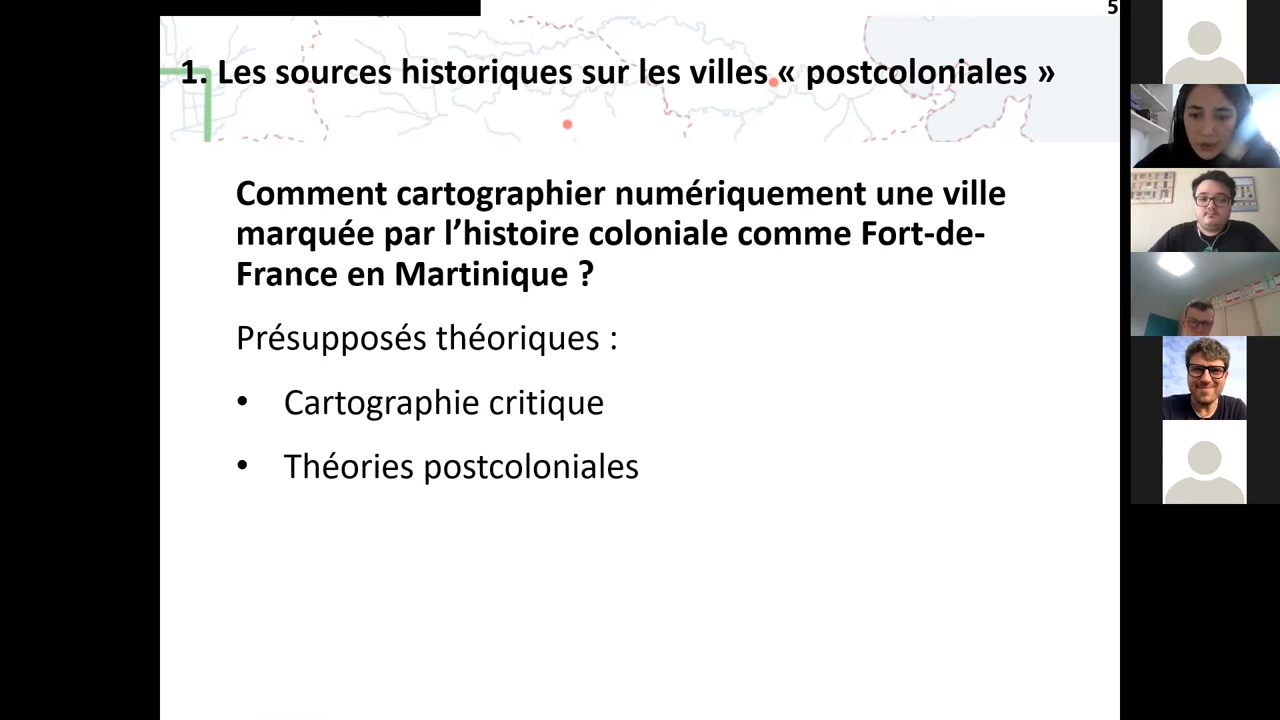 5
1. Les sources historiques sur les villes « postcoloniales »
Comment cartographier numériquement une ville
marquée par l’histoire coloniale comme Fort-de-
France en Martinique ?
Présupposés théoriques :
• Cartographie critique
• Théories postcoloniales